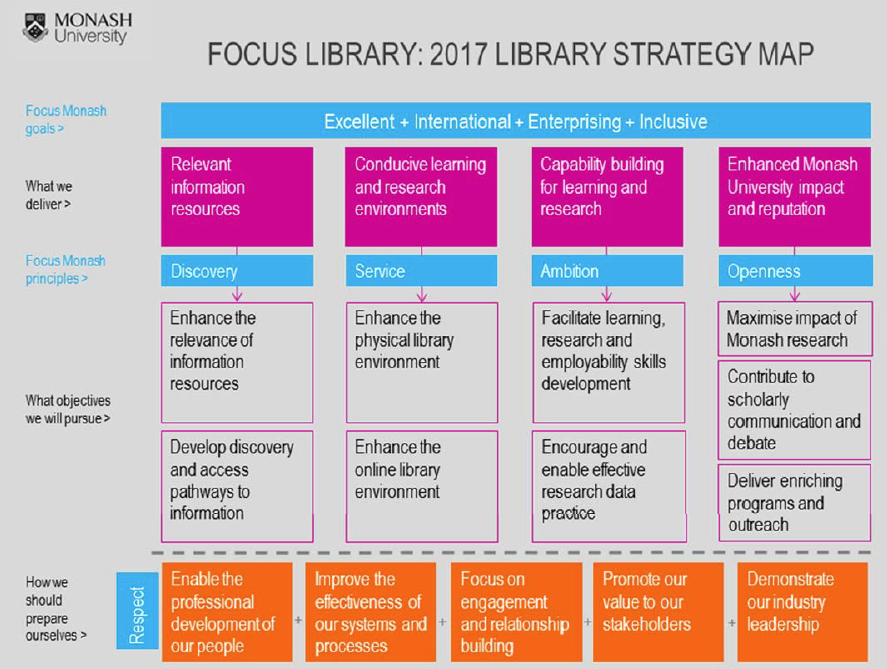 MONASH
University
FOCUS LIBRARY: 2017 LIBRARY STRATEGY MAP
Focus Monash
goals >
Excellent + International + Enterprising + Inclusive
What we
deliver >
Relevant
information
resources
Conducive learning
and research
environments
Capability building
for learning and
research
Enhanced Monash
University impact
and reputation
Focus Monash
principles >
Discovery
Service
Ambition
Openness
What objectives
we will pursue >
Enhance the
relevance of
information
resources
Enhance the
physical library
environment
Facilitate learning,
research and
employability skills
development
Maximise impact of
Monash research
Contribute to
scholarly
communication and
debate
Develop discovery
and access
pathways to
information
Enhance the
online library
environment
Encourage and
enable effective
research data
practice
Deliver enriching
programs and
outreach
How we
should
prepare
ourselves >
Respect
Enable the
professional
development of
our people
+
Improve the
effectiveness of
our systems and
processes
+
Focus on
engagement
and relationship
building
+
Promote our
value to our
stakeholders
+
Demonstrate
our industry
leadership